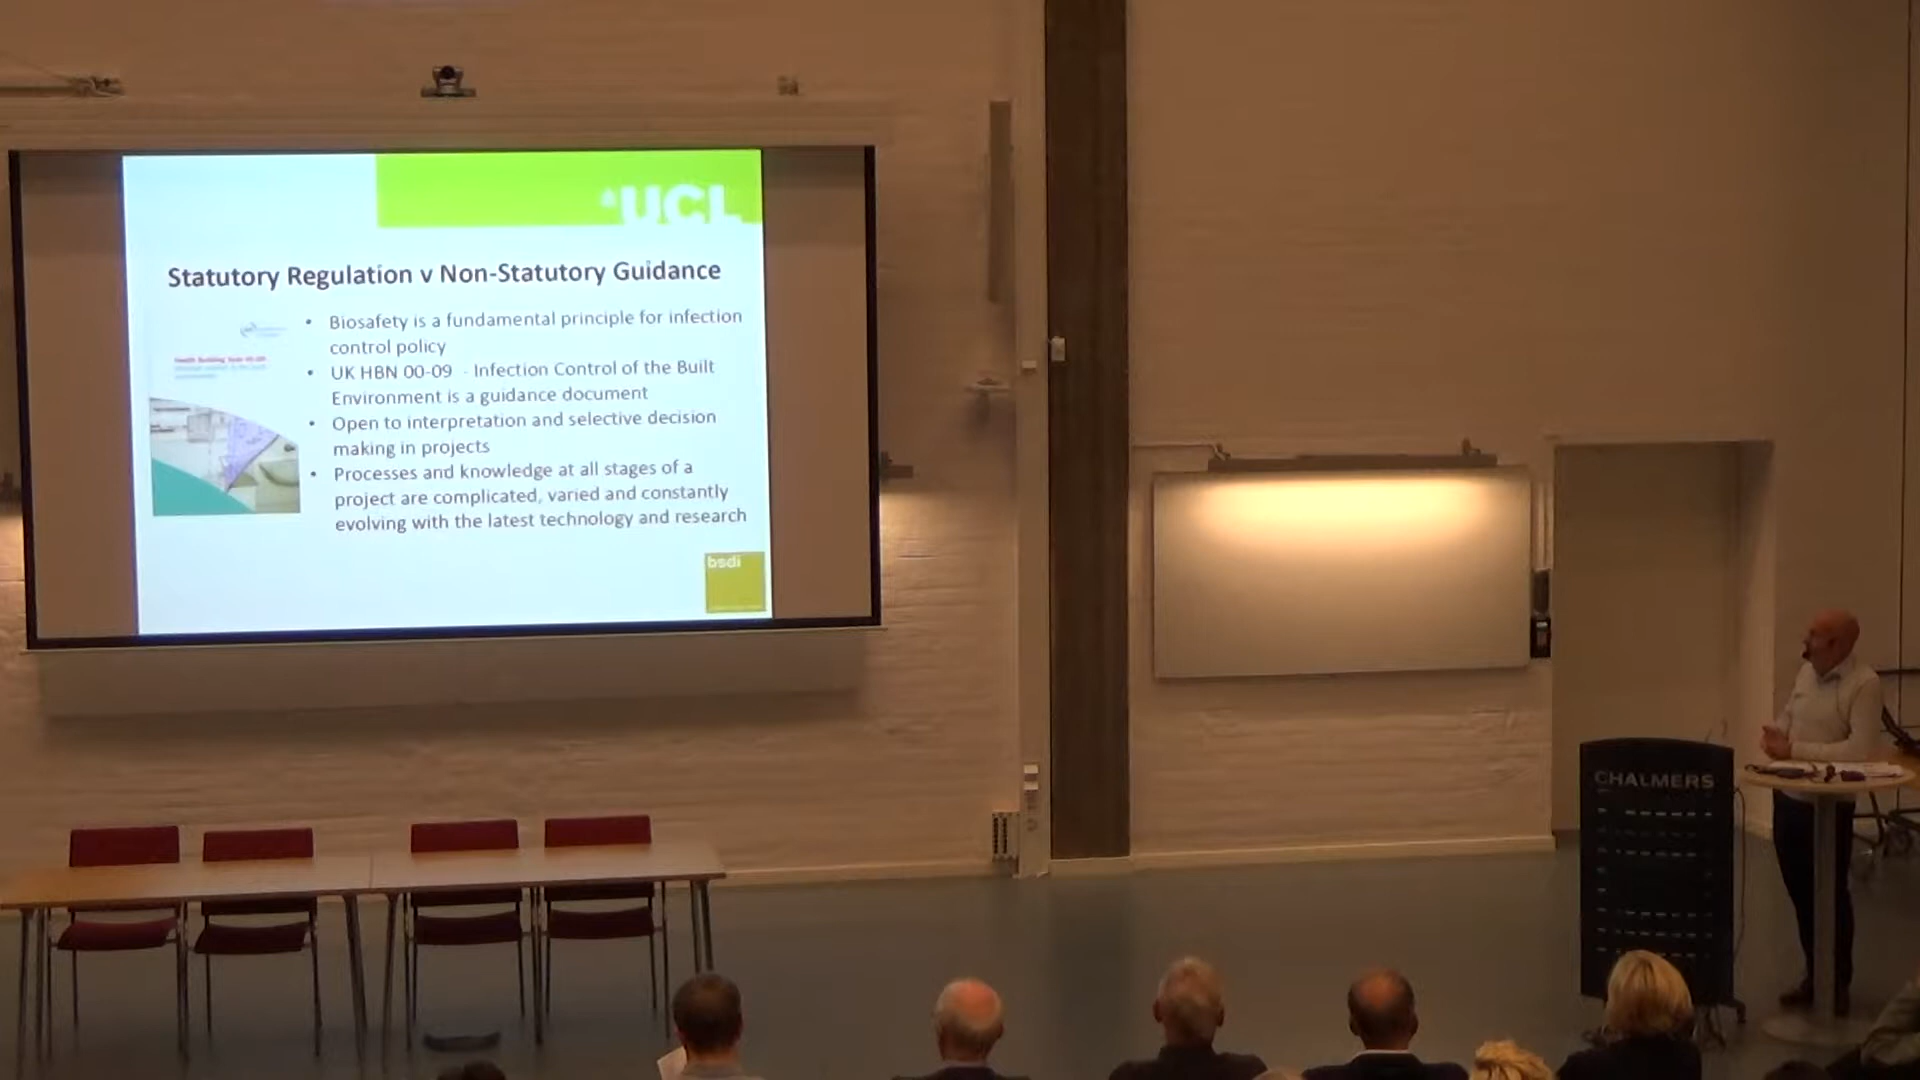 UCL
Statutory Regulation v Non-Statutory Guidance
• Biosafety is a fundamental principle for infection
control policy
• UK HBN 00-09 - Infection Control of the Built
Environment is a guidance document
• Open to interpretation and selective decision
making in projects
• Processes and knowledge at all stages of a
project are complicated, varied and constantly
evolving with the latest technology and research
bsdi
CHALMERS